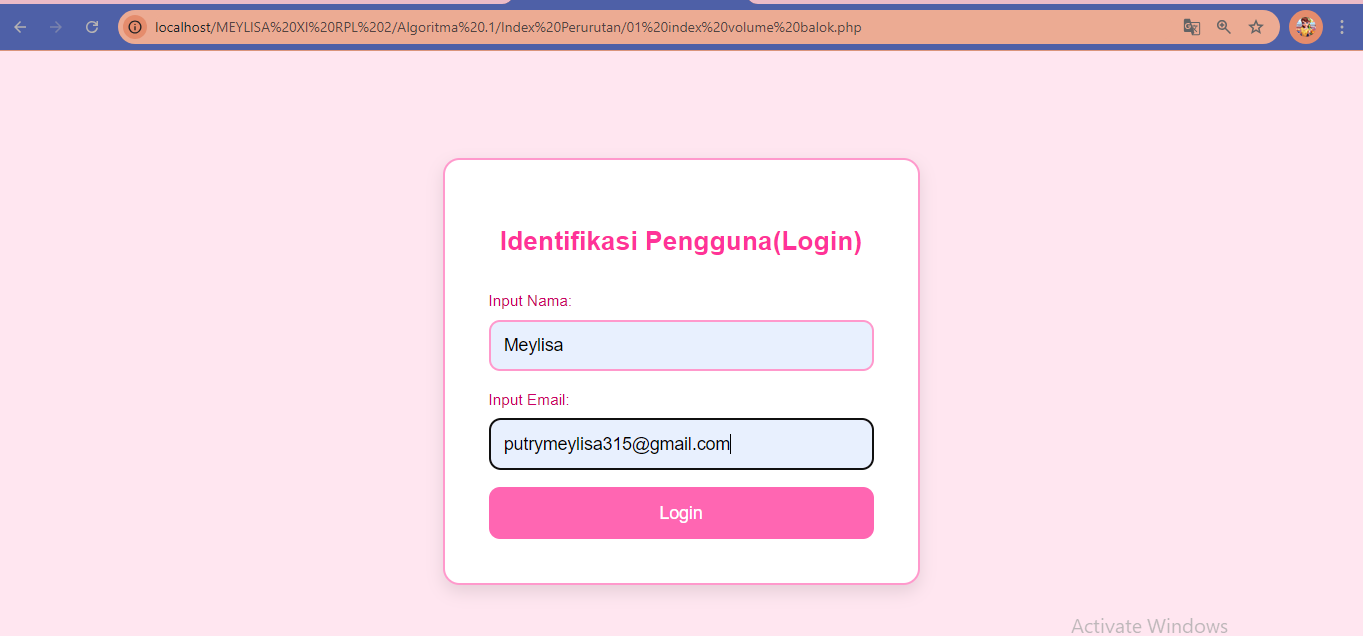 localhost/MEYLISA%20XI%20RPL%202/Algoritma%20.1/Index%20Perurutan/01%20index%20volume%20balok.php
Identifikasi Pengguna(Login)
Input Nama:
Meylisa
Input Email:
putrymeylisa315@gmail.com
Login
Activate Windows